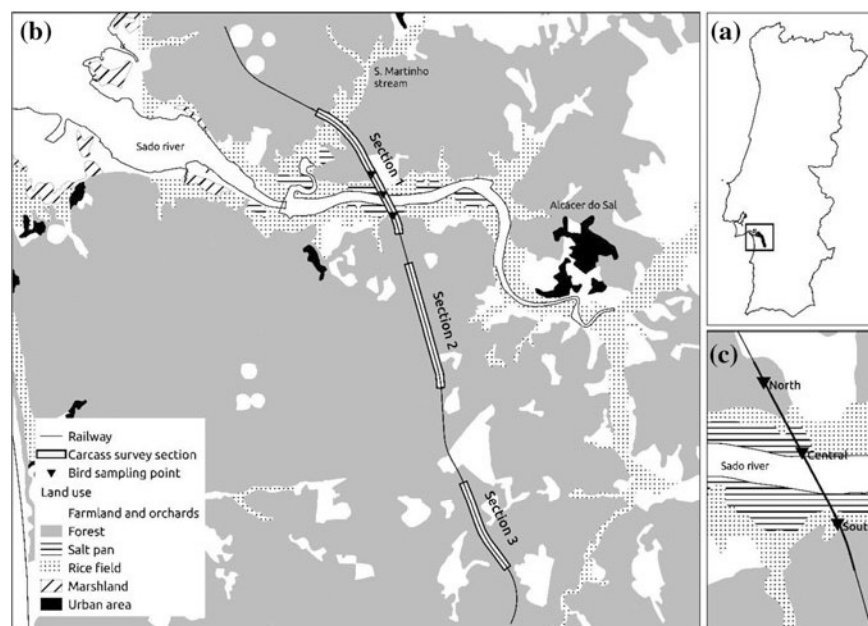 (b)
S. Martinho
stream
Sado river
Section 1
Alcácer do Sal
Section 2
Section 3
Railway
Carcass survey section
Bird sampling point
Land use
Farmland and orchards
Forest
Salt pan
Rice field
Marshland
Urban area
(a)
(c)
North
Central
Sado river
Sout